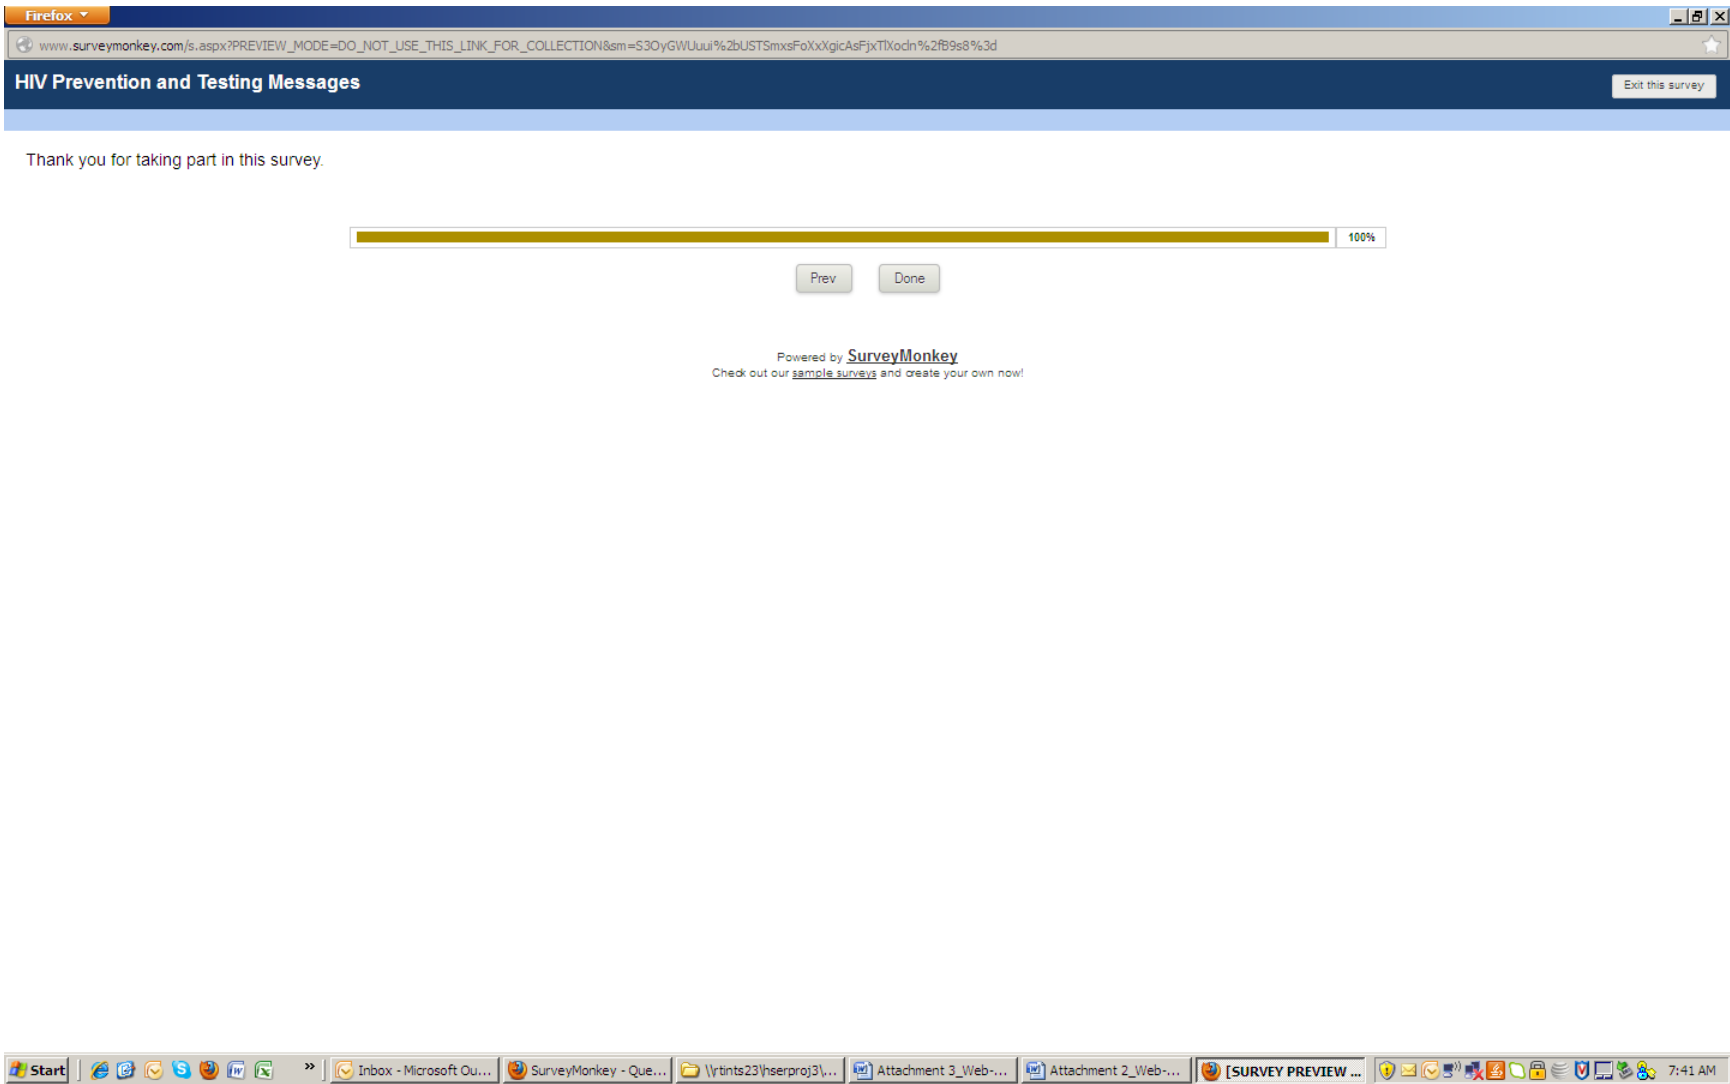 Firefox
www.surveymonkey.com/s.aspx?PREVIEW_MODE=DO_NOT_USE_THIS_LINK_FOR_COLLECTION&sm=S3OyGWUuui%2bUSTSmxsFoXxXgicAsFjxTlXocln%2fB9s8%3d
HIV Prevention and Testing Messages
Exit this survey
Thank you for taking part in this survey.
100%
Prev Done
Powered by SurveyMonkey
Check out our sample surveys and create your own now!
Start » Inbox - Microsoft Ou... SurveyMonkey - Que... \\rtints23\hserproj3\... Attachment 3_Web-... Attachment 2_Web-... [SURVEY PREVIEW ... 7:41 AM